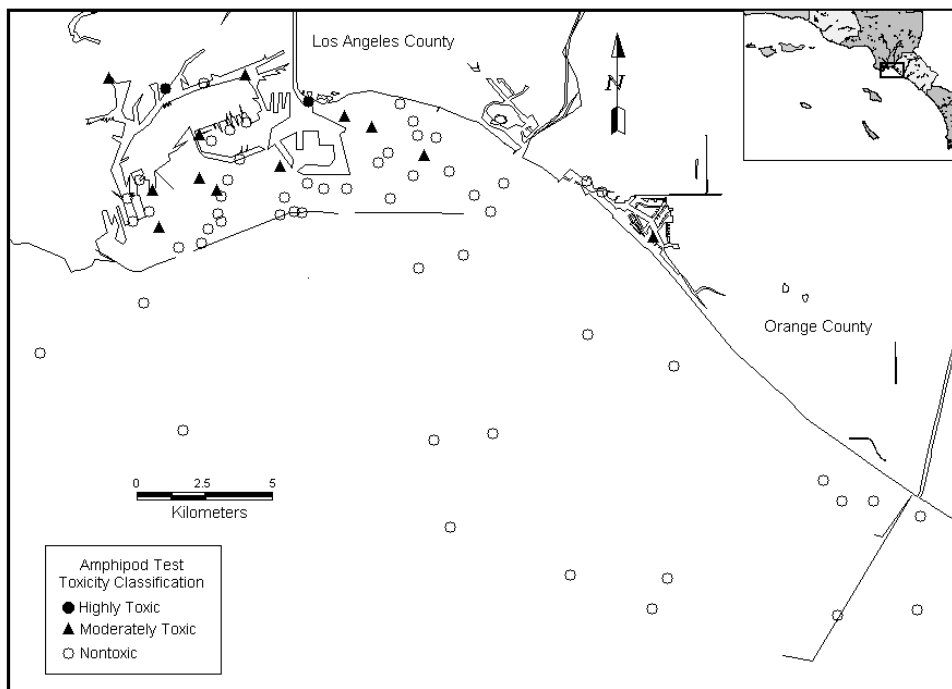 Los Angeles County
N
Orange County
0 2.5 5
Kilometers
Amphipod Test
Toxicity Classification
Highly Toxic
Moderately Toxic
Nontoxic